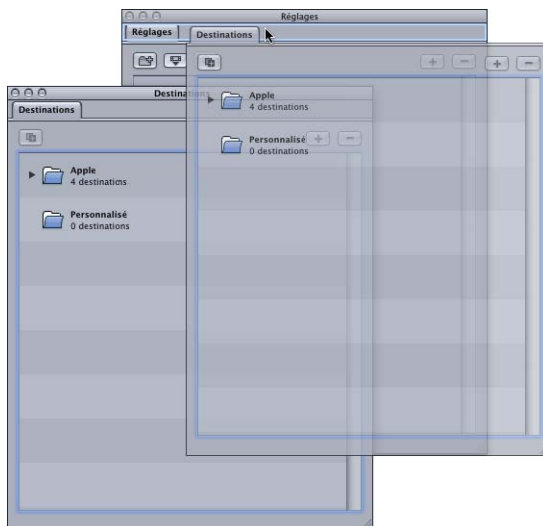 Réglages
Réglages
Destinations
Apple
4 destinations
Personnalisé
0 destinations
Destinations
Destinations
Apple
4 destinations
Personnalisé
0 destinations